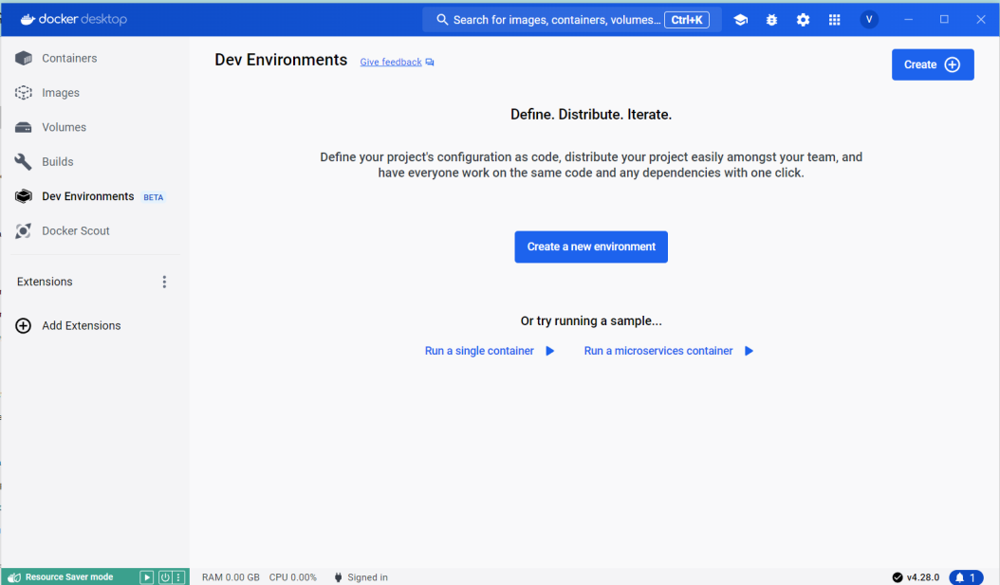 docker desktop
Search for images, containers, volumes... Ctrl+K
V
Containers
Images
Volumes
Builds
Dev Environments BETA
Docker Scout
Extensions
Add Extensions
Dev Environments Give feedback
Create
Define. Distribute. Iterate.
Define your project's configuration as code, distribute your project easily amongst your team, and
have everyone work on the same code and any dependencies with one click.
Create a new environment
Or try running a sample...
Run a single container Run a microservices container
Resource Saver mode RAM 0.00 GB CPU 0.00% Signed in v4.28.0 1